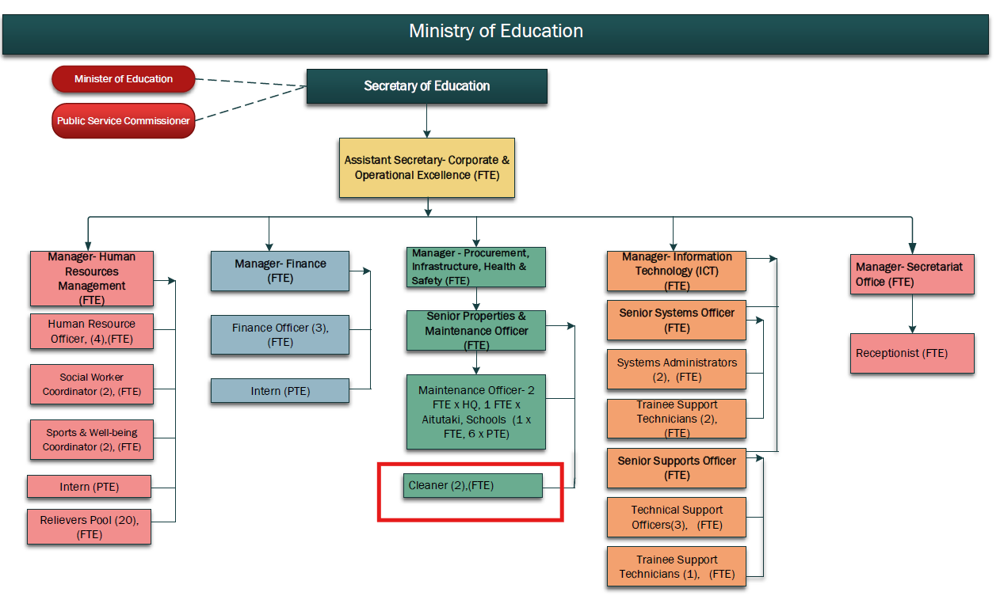 Ministry of Education
Minister of Education
Public Service Commissioner
Secretary of Education
Assistant Secretary- Corporate &
Operational Excellence (FTE)
Manager- Human
Resources
Management
(FTE)
Human Resource
Officer, (4),(FTE)
Social Worker
Coordinator (2), (FTE)
Sports & Well-being
Coordinator (2), (FTE)
Intern (PTE)
Relievers Pool (20),
(FTE)
Manager- Finance
(FTE)
Finance Officer (3),
(FTE)
Intern (PTE)
Manager - Procurement,
Infrastructure, Health &
Safety (FTE)
Senior Properties &
Maintenance Officer
(FTE)
Maintenance Officer- 2
FTE x HQ, 1 FTE x
Aitutaki, Schools (1 x
FTE, 6 x PTE)
Cleaner (2),(FTE)
Manager- Information
Technology (ICT)
(FTE)
Senior Systems Officer
(FTE)
Systems Administrators
(2), (FTE)
Trainee Support
Technicians (2),
(FTE)
Senior Supports Officer
(FTE)
Technical Support
Officers(3), (FTE)
Trainee Support
Technicians (1), (FTE)
Manager- Secretariat
Office (FTE)
Receptionist (FTE)